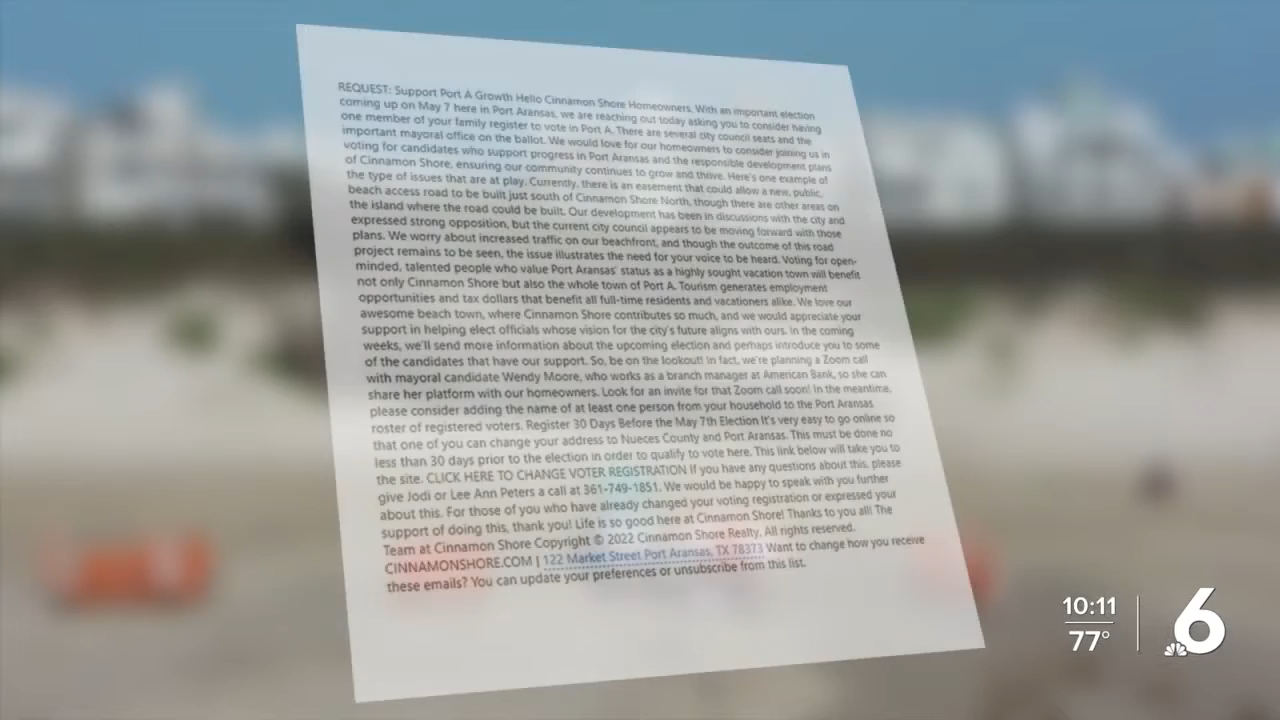 REQUEST: Support Port A Growth Hello Cinnamon Shore Homeowners, With an important election
coming up on May 7 here in Port Aransas, we are reaching out today asking you to consider having
one member of your family register to vote in Port A. There are several city council seats and the
important mayoral office on the ballot. We would love for our homeowners to consider joining us in
voting for candidates who support progress in Port Aransas and the responsible development plans
of Cinnamon Shore, ensuring our community continues to grow and thrive. Here's one example of
the type of issues that are at play. Currently, there is an easement that could allow a new, public,
beach access road to be built just south of Cinnamon Shore North, though there are other areas on
the island where the road could be built. Our development has been in discussions with the city and
expressed strong opposition, but the current city council appears to be moving forward with those
plans. We worry about increased traffic on our beachfront, and though the outcome of this road
project remains to be seen, the issue illustrates the need for your voice to be heard. Voting for open-
minded, talented people who value Port Aransas' status as a highly sought vacation town will benefit
not only Cinnamon Shore but also the whole town of Port A. Tourism generates employment
opportunities and tax dollars that benefit all full-time residents and vacationers alike. We love our
awesome beach town, where Cinnamon Shore contributes so much, and we would appreciate your
support in helping elect officials whose vision for the city's future aligns with ours. In the coming
weeks, we'll send more information about the upcoming election and perhaps introduce you to some
of the candidates that have our support. So, be on the lookout! In fact, we're planning a Zoom call
with mayoral candidate Wendy Moore, who works as a branch manager at American Bank, so she can
share her platform with our homeowners. Look for an invite for that Zoom call soon! In the meantime,
please consider adding the name of at least one person from your household to the Port Aransas
roster of registered voters. Register 30 Days Before the May 7th Election It's very easy to go online so
that one of you can change your address to Nueces County and Port Aransas. This must be done no
less than 30 days prior to the election in order to qualify to vote here. This link below will take you to
the site. CLICK HERE TO CHANGE VOTER REGISTRATION If you have any questions about this, please
give Jodi or Lee Ann Peters a call at 361-749-1851. We would be happy to speak with you further
about this. For those of you who have already changed your voting registration or expressed your
support of doing this, thank you! Life is so good here at Cinnamon Shore! Thanks to you all! The
Team at Cinnamon Shore Copyright © 2022 Cinnamon Shore Realty, All rights reserved.
CINNAMONSHORE.COM | 122 Market Street Port Aransas, TX 78373 Want to change how you receive
these emails? You can update your preferences or unsubscribe from this list.
10:11
77°
6